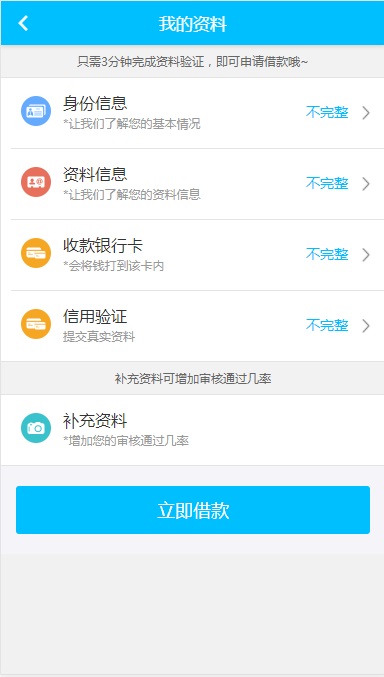 我的资料
只需3分钟完成资料验证，即可申请借款哦~
身份信息
*让我们了解您的基本情况
不完整
资料信息
*让我们了解您的资料信息
不完整
收款银行卡
*会将钱打到该卡内
不完整
信用验证
提交真实资料
不完整
补充资料可增加审核通过几率
补充资料
*增加您的审核通过几率
立即借款